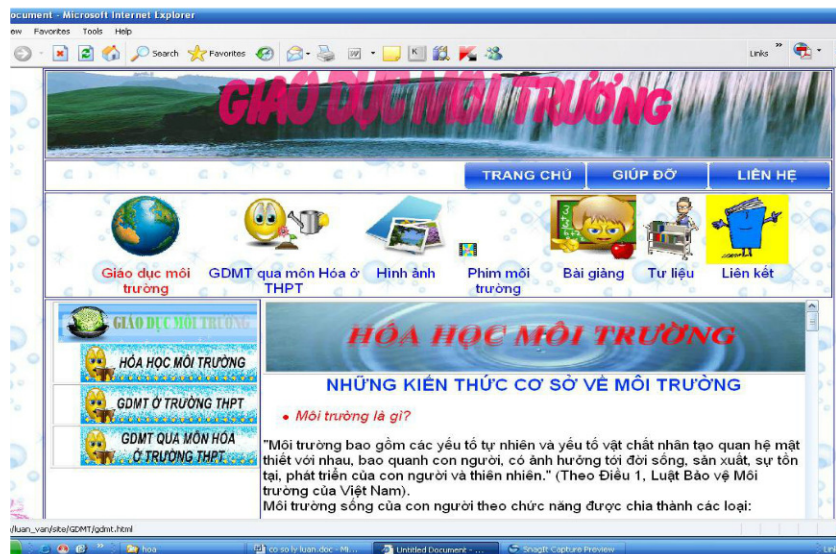 ocument - Microsoft Internet Explorer
ew Favorites Tools Help
Search Favorites Links »
GIAO DỤC MÔI TRƯỜNG
TRANG CHỦ GIÚP ĐỠ LIÊN HỆ
Giáo dục môi trường
GDMT qua môn Hóa ở THPT
Hình ảnh
Phim môi trường
Bài giảng
Tư liệu
Liên kết
GIÁO DỤC MÔI TRƯỜNG
HÓA HỌC MÔI TRƯỜNG
GDMT Ở TRƯỜNG THPT
GDMT QUA MÔN HÓA
Ở TRƯỜNG THPT
HÓA HỌC MÔI TRƯỜNG
NHỮNG KIẾN THỨC CƠ SỞ VỀ MÔI TRƯỜNG
• Môi trường là gì?
"Môi trường bao gồm các yếu tố tự nhiên và yếu tố vật chất nhân tạo quan hệ mật
thiết với nhau, bao quanh con người, có ảnh hưởng tới đời sống, sản xuất, sự tồn
tại, phát triển của con người và thiên nhiên." (Theo Điều 1, Luật Bảo vệ Môi
trường của Việt Nam).
Môi trường sống của con người theo chức năng được chia thành các loại:
/luan_van/site/GDMT/gdmt.html
hoa co so ly luan.doc - Mi... Untitled Document - ... SnagIt Capture Preview